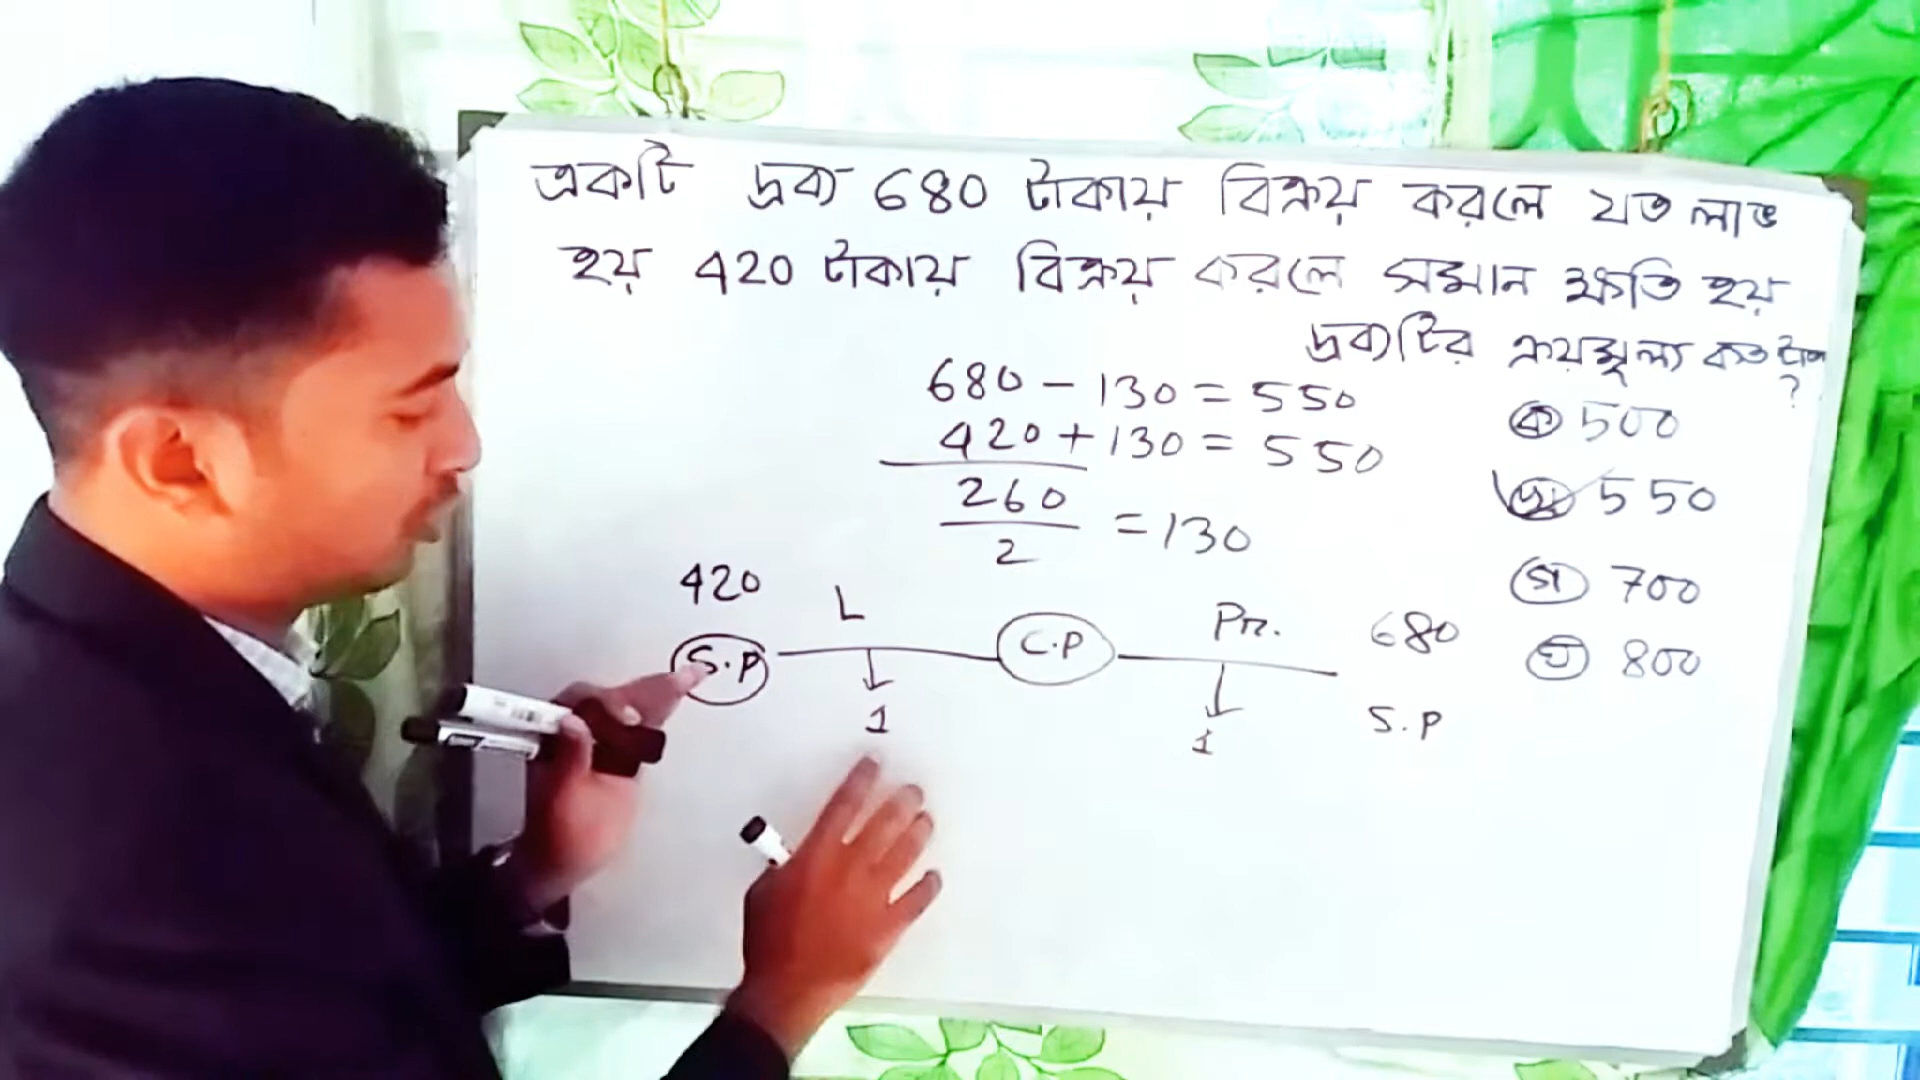 একটি দ্রব্য 680 টাকায় বিক্রয় করলে যত লাভ
হয় 420 টাকায় বিক্রয় করলে সমান ক্ষতি হয়
দ্রব্যটির ক্রয়মূল্য কত টাকা
?
680 - 130 = 550
420 + 130 = 550
260
2
= 130
ক 500
খ 550
গ 700
ঘ 800
420 L Pr. 680
S.P C.P
1 1 S.P